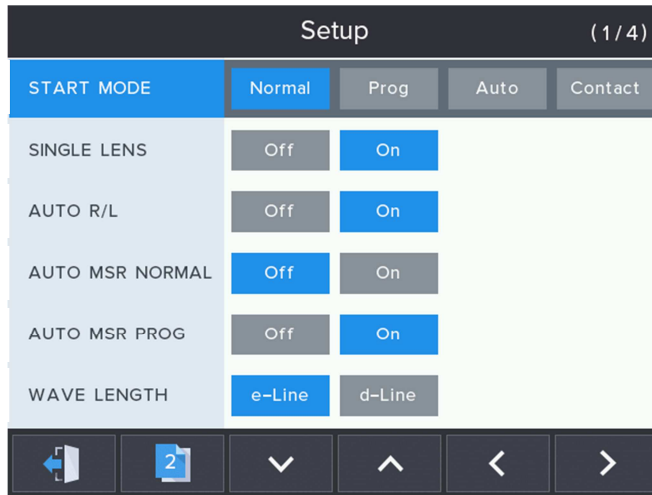 Setup (1/4)
START MODE Normal Prog Auto Contact
SINGLE LENS Off On
AUTO R/L Off On
AUTO MSR NORMAL Off On
AUTO MSR PROG Off On
WAVE LENGTH e-Line d-Line
2